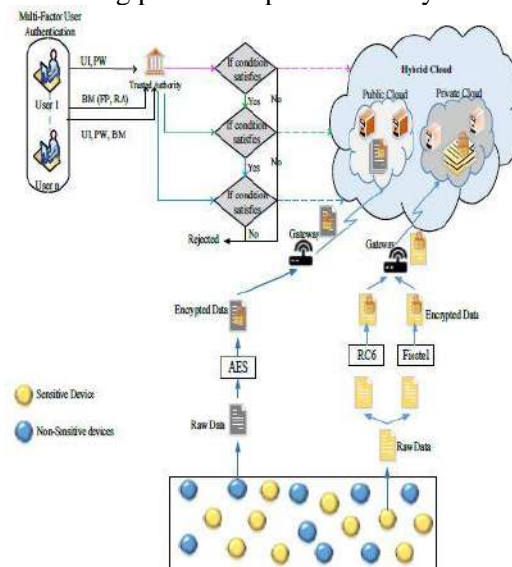 Multi-Factor User
Authentication
UI,PW
User 1
BM (FP, RA)
UI, PW, BM
User n
Trusted Authority
If condition
satisfies
Yes
No
If condition
satisfies
Yes
No
If condition
satisfies
No
Rejected
Hybrid Cloud
Public Cloud
Private Cloud
Gateway
Gateway
Encrypted Data
Encrypted Data
AES
RC6
Fiestel
Raw Data
Raw Data
Sensitive Device
Non-Sensitive devices